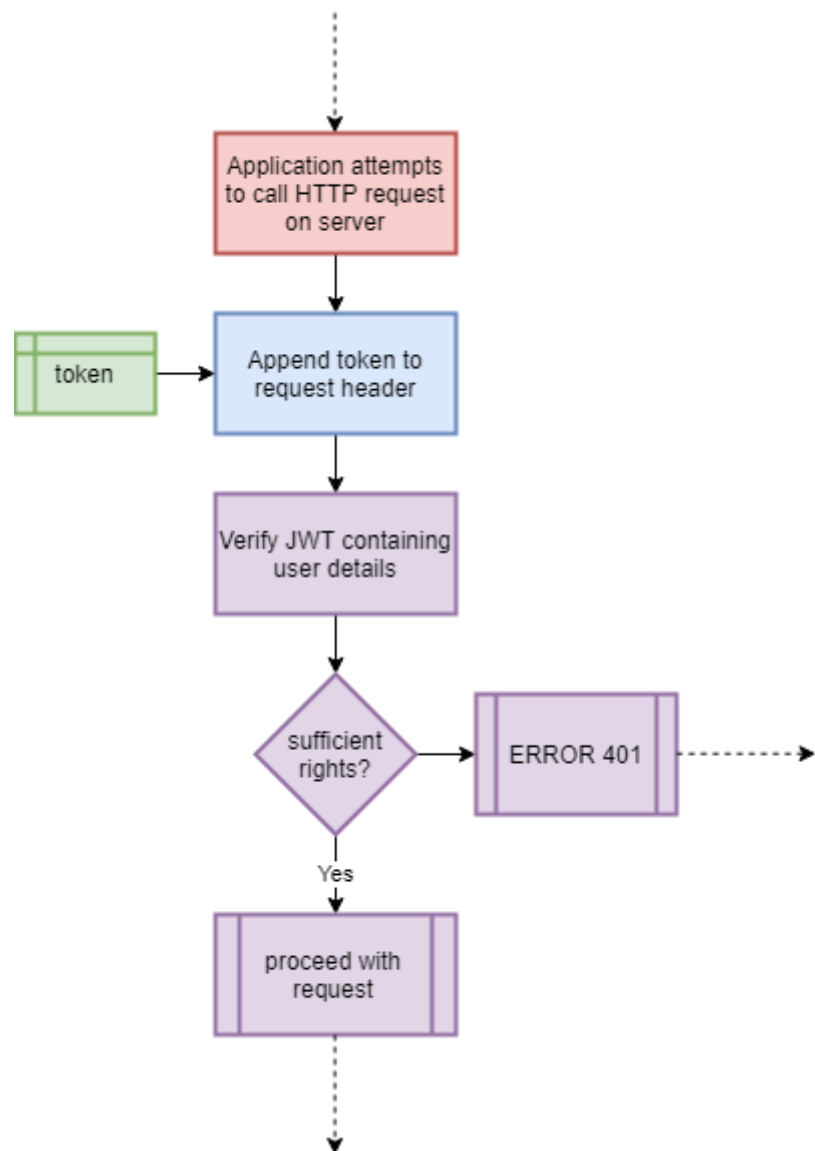 Application attempts
to call HTTP request
on server
token
Append token to
request header
Verify JWT containing
user details
sufficient
rights?
ERROR 401
Yes
proceed with
request